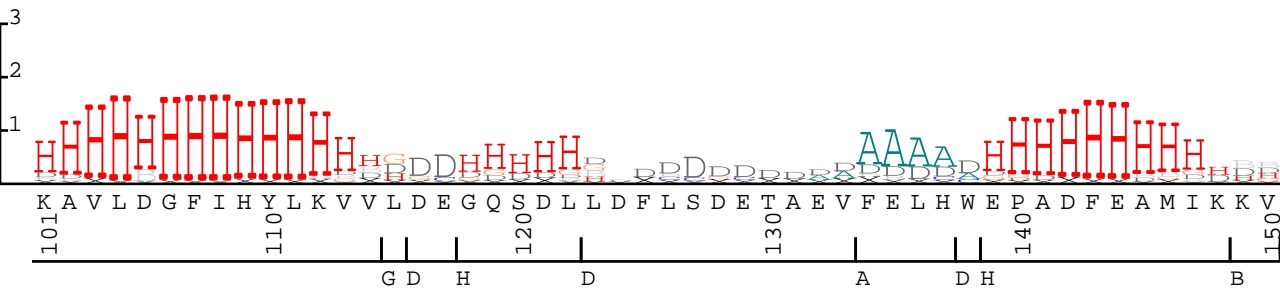 3
2
1
H H H H H H H H H H H H H H G D D H H H H H D D D D D D D D D D A A A A D H H H H H H H H H H
K A V L D G F I H Y L K V V L D E G Q S D L L D F L S D E T A E V F E L H W E P A D F E A M I K K V
101 110 120 130 140 150
G D H D A D H B